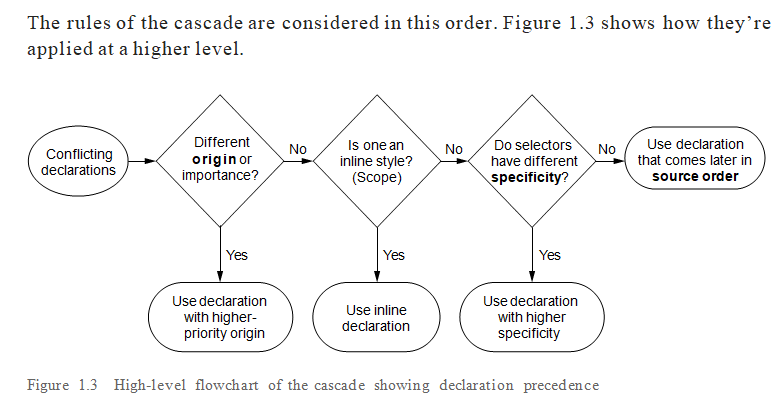 The rules of the cascade are considered in this order. Figure 1.3 shows how they're
applied at a higher level.
Conflicting
declarations
Different
origin or
importance?
No
Is one an
inline style?
(Scope)
No
Do selectors
have different
specificity?
No
Use declaration
that comes later in
source order
Yes
Yes
Yes
Use declaration
with higher-
priority origin
Use inline
declaration
Use declaration
with higher
specificity
Figure 1.3 High-level flowchart of the cascade showing declaration precedence